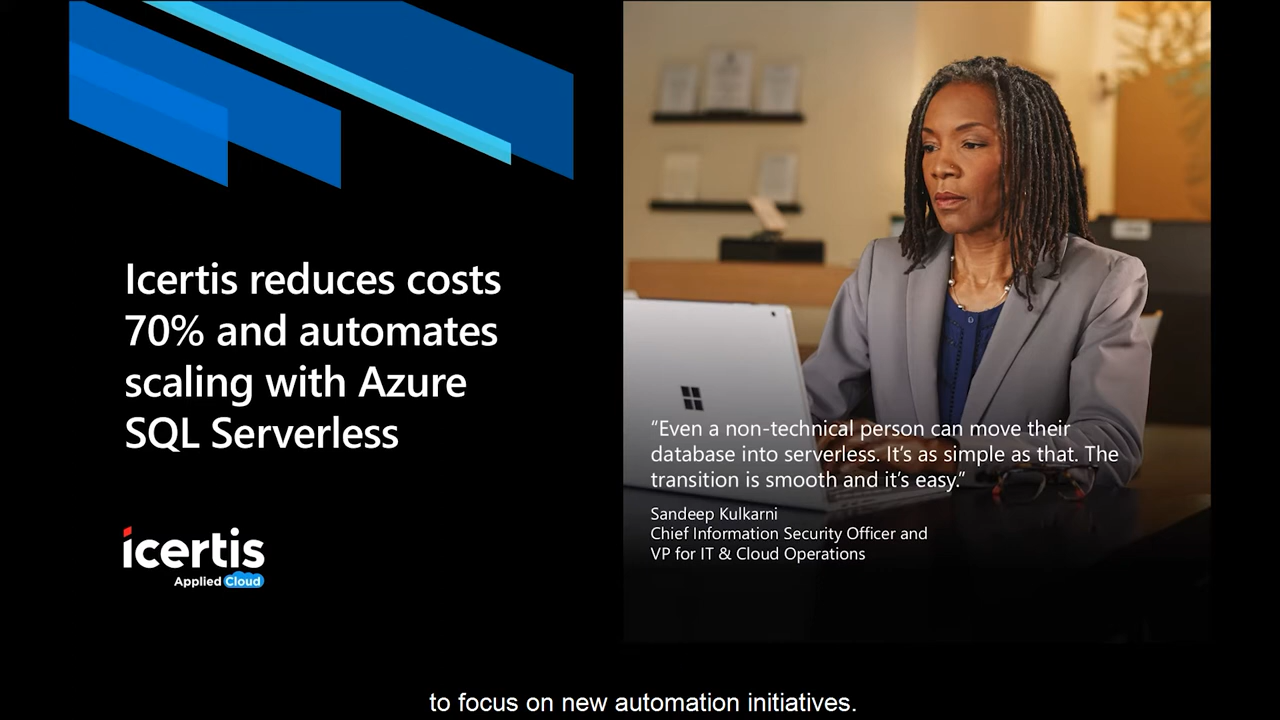 Icertis reduces costs
70% and automates
scaling with Azure
SQL Serverless
icertis
Applied Cloud
“Even a non-technical person can move their
database into serverless. It’s as simple as that. The
transition is smooth and it’s easy.”
Sandeep Kulkarni
Chief Information Security Officer and
VP for IT & Cloud Operations
to focus on new automation initiatives.